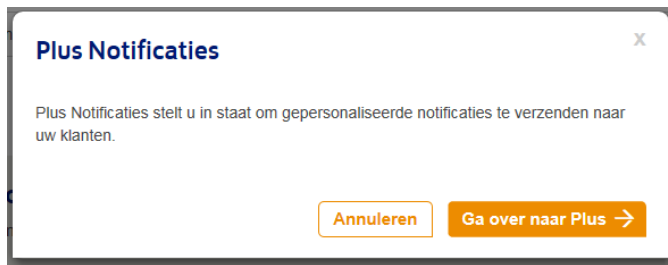 Plus Notificaties
x
Plus Notificaties stelt u in staat om gepersonaliseerde notificaties te verzenden naar
uw klanten.
Annuleren
Ga over naar Plus →